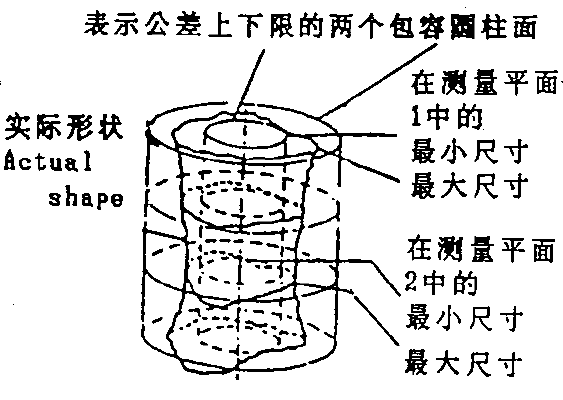 表示公差上下限的两个包容圆柱面
实际形状
Actual
shape
在测量平面
1中的
最小尺寸
最大尺寸
在测量平面
2中的
最小尺寸
最大尺寸